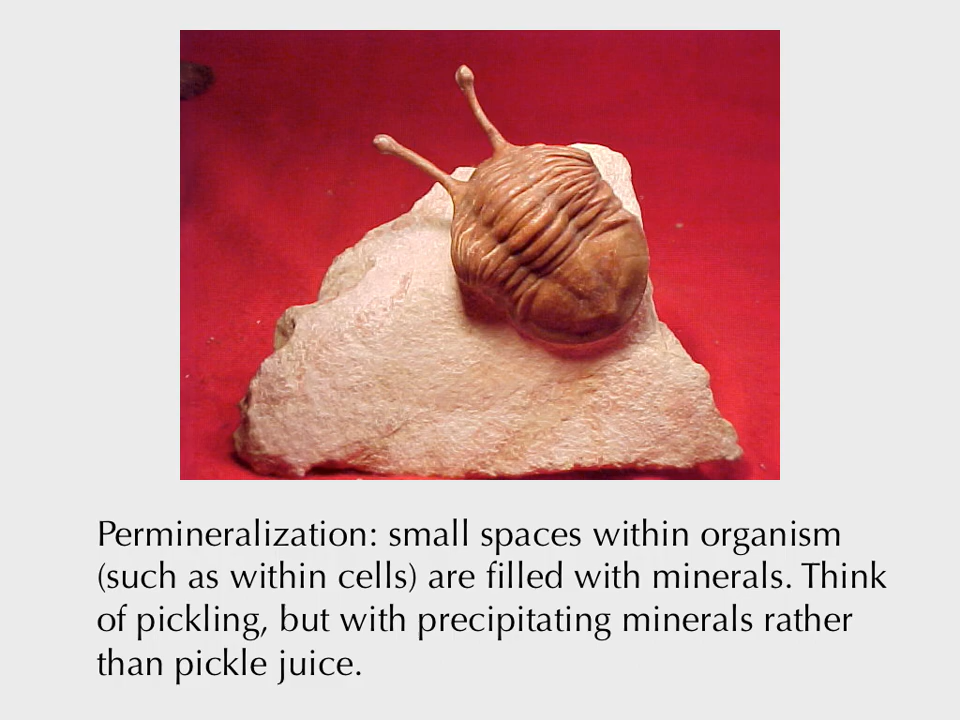 Permineralization: small spaces within organism
(such as within cells) are filled with minerals. Think
of pickling, but with precipitating minerals rather
than pickle juice.